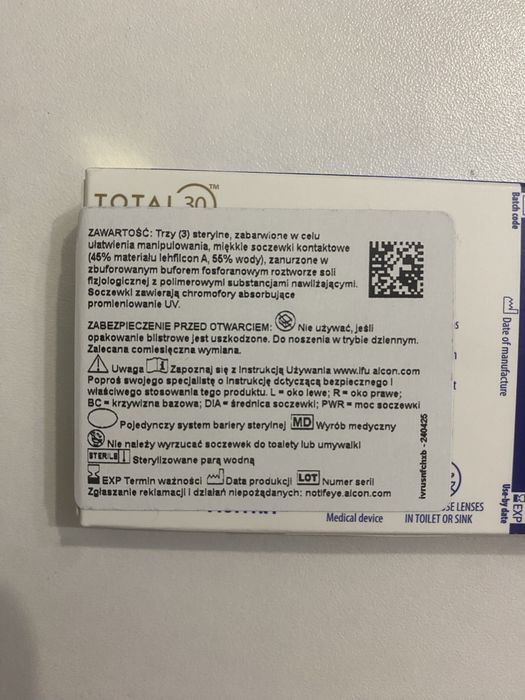 TOTAL 30™
ZAWARTOŚĆ: Trzy (3) sterylne, zabarwione w celu
ułatwienia manipulowania, miękkie soczewki kontaktowe
(45% materiału lehfilcon A, 55% wody), zanurzone w
zbuforowanym buforem fosforanowym roztworze soli
fizjologicznej z polimerowymi substancjami nawilżającymi.
Soczewki zawierają chromofory absorbujące
promieniowanie UV.
ZABEZPIECZENIE PRZED OTWARCIEM: Nie używać, jeśli
opakowanie blistrowe jest uszkodzone. Do noszenia w trybie dziennym.
Zalecana comiesięczna wymiana.
Uwaga Zapoznaj się z Instrukcją Używania www.ifu alcon.com
Poproś swojego specjalistę o Instrukcję dotyczącą bezpiecznego i
właściwego stosowania tego produktu. L = oko lewe; R = oko prawe;
BC = krzywizna bazowa; DIA = średnica soczewki; PWR = moc soczewki
Pojedynczy system bariery sterylnej MD Wyrób medyczny
Nie należy wyrzucać soczewek do toalety lub umywalki
STERILE Sterylizowane parą wodną
EXP Termin ważności Data produkcji LOT Numer serii
Zgłaszanie reklamacji i działań niepożądanych: notifeye.alcon.com
ivrusnfchzb - 240425
Batch code
Date of manufacture
EXP
Use-by date
Medical device
SE LENSES
IN TOILET OR SINK